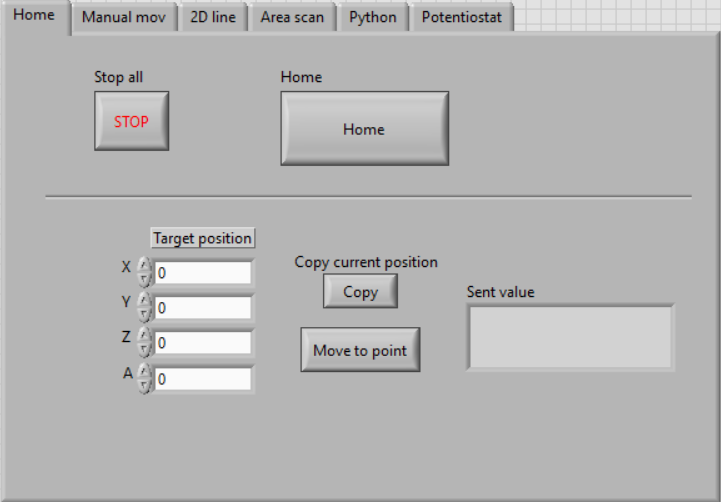 Home Manual mov 2D line Area scan Python Potentiostat
Stop all Home
STOP Home
Target position
X 0
Copy current position
Y 0
Copy
Sent value
Z 0
Move to point
A 0